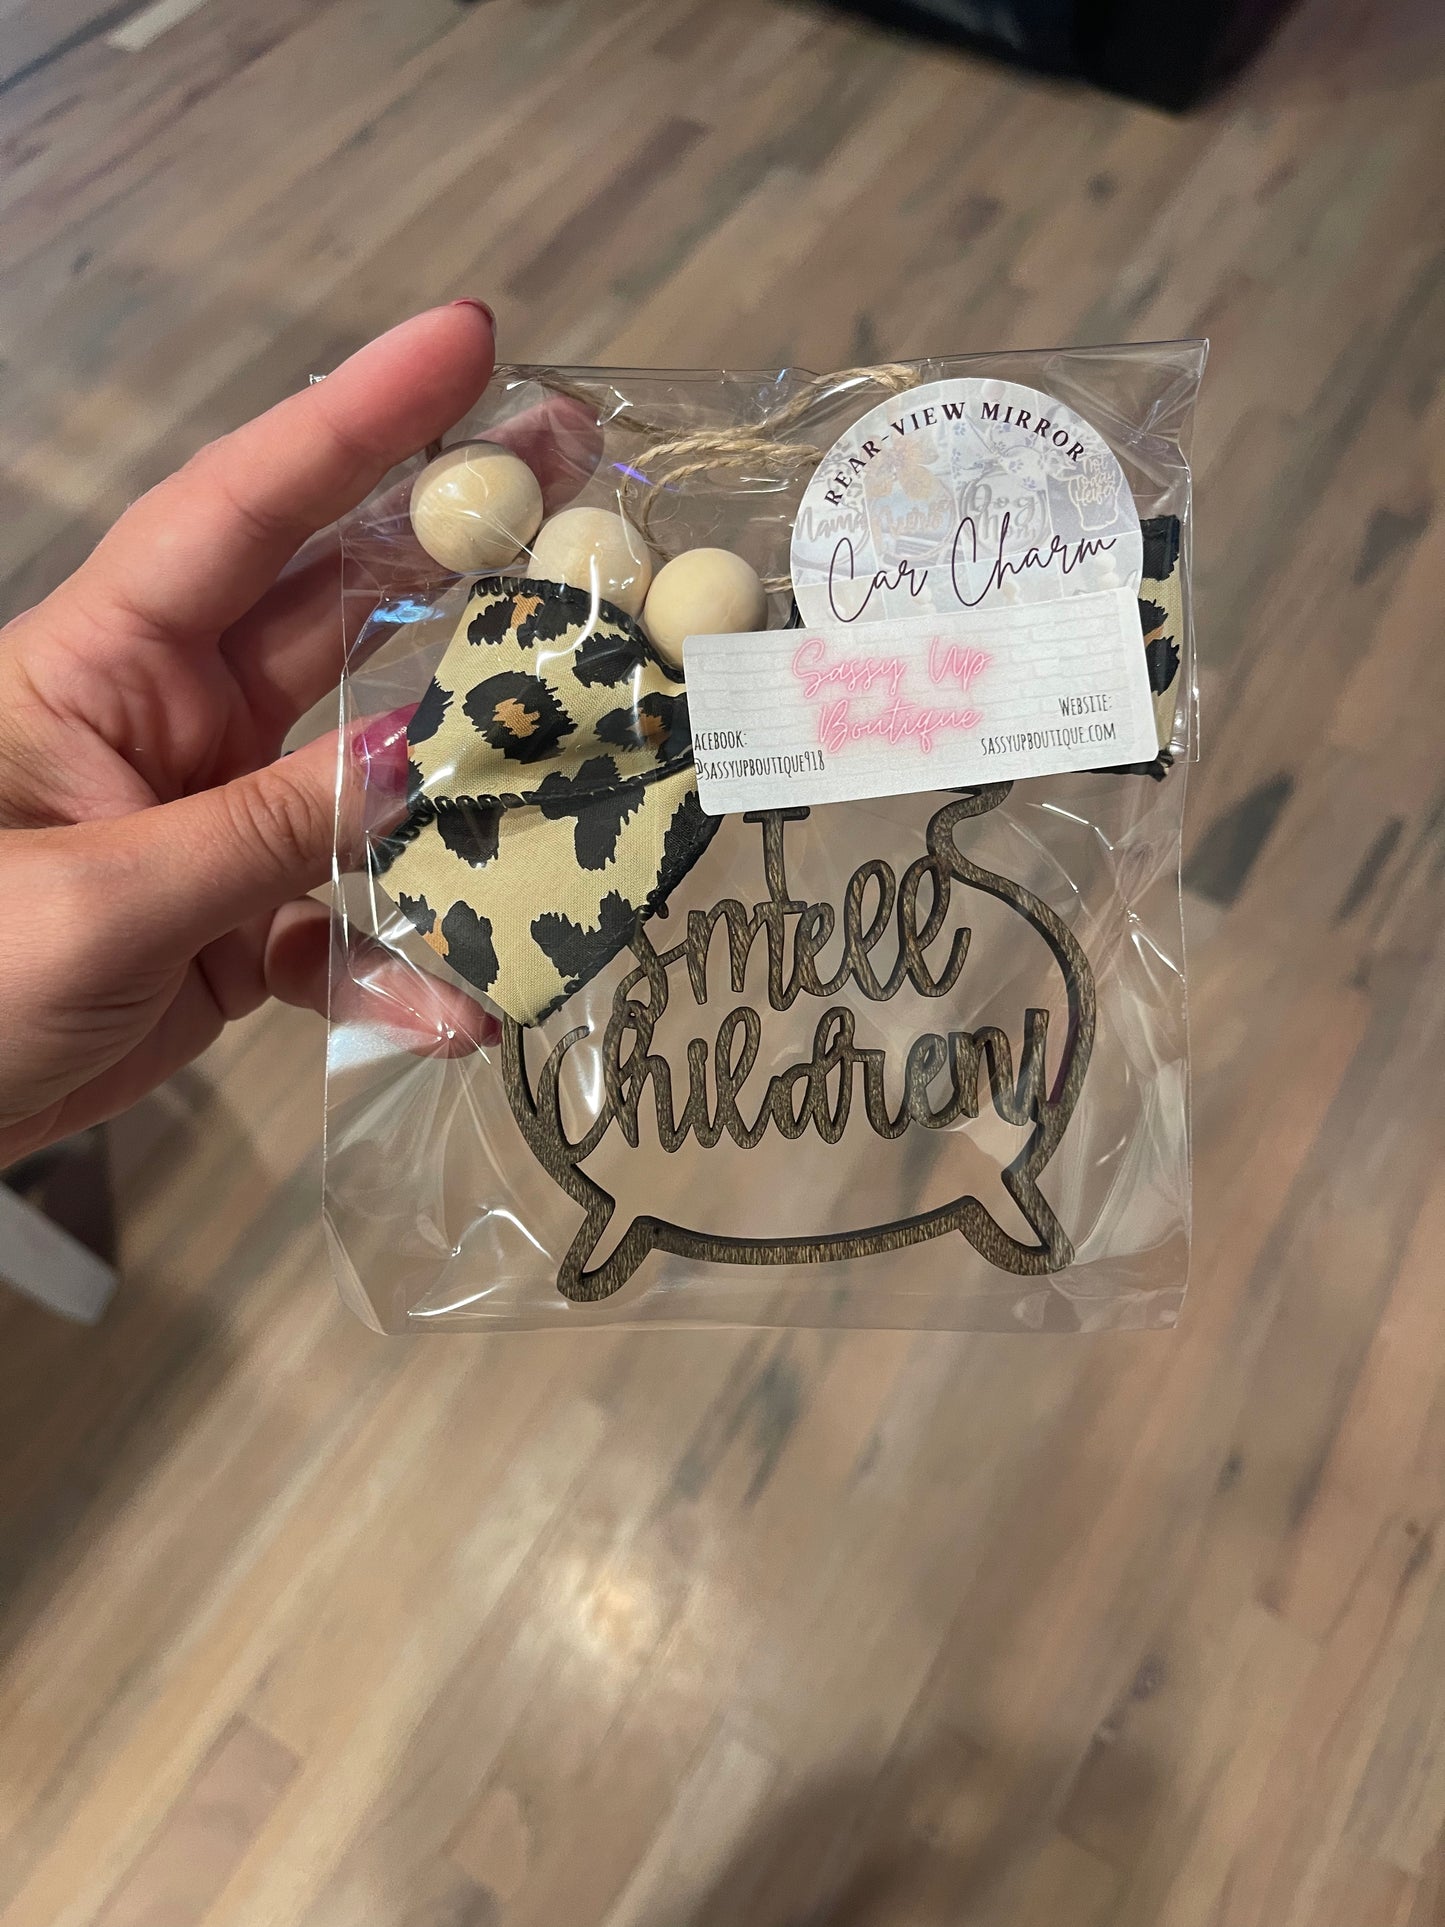 REAR-VIEW MIRROR
Car Charm
Sassy Up
Boutique
ACEBOOK:
@SASSYUPBOUTIQUE918
WEBSITE:
SASSYUPBOUTIQUE.COM
I
Smell
Children